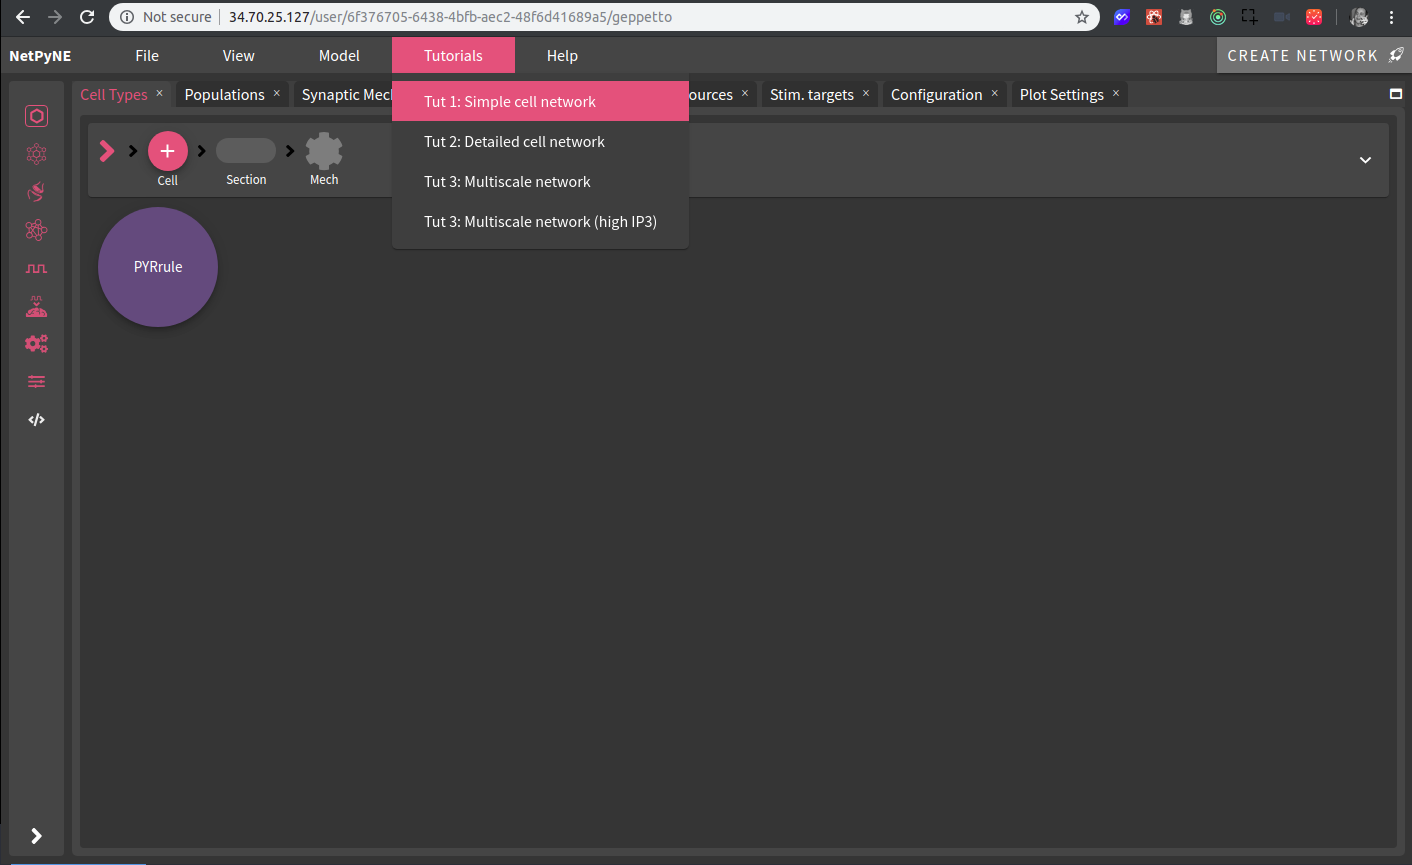 Not secure 34.70.25.127/user/6f376705-6438-4bfb-aec2-48f6d41689a5/geppetto
NetPyNE File View Model Tutorials Help CREATE NETWORK
Cell Types × Populations × Synaptic Mec ources × Stim. targets × Configuration × Plot Settings ×
Tut 1: Simple cell network
Tut 2: Detailed cell network
Tut 3: Multiscale network
Tut 3: Multiscale network (high IP3)
Cell Section Mech
PYRrule